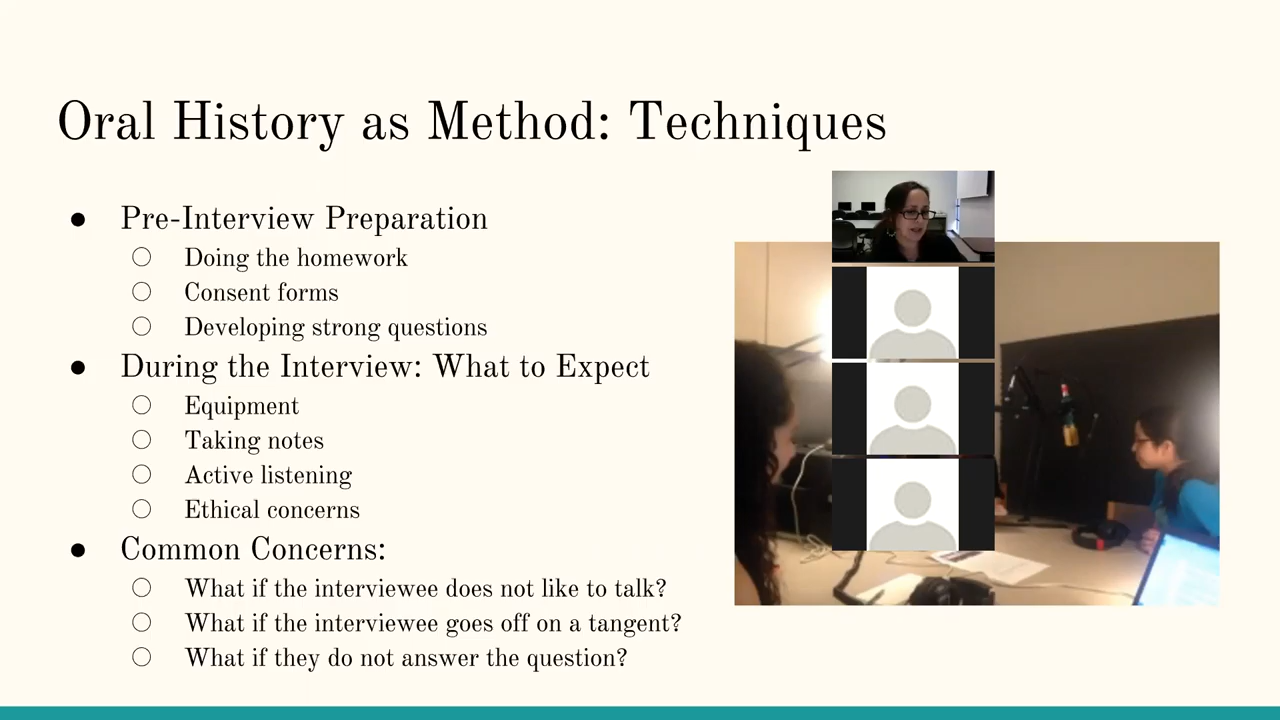 Oral History as Method: Techniques
● Pre-Interview Preparation
○ Doing the homework
○ Consent forms
○ Developing strong questions
● During the Interview: What to Expect
○ Equipment
○ Taking notes
○ Active listening
○ Ethical concerns
● Common Concerns:
○ What if the interviewee does not like to talk?
○ What if the interviewee goes off on a tangent?
○ What if they do not answer the question?